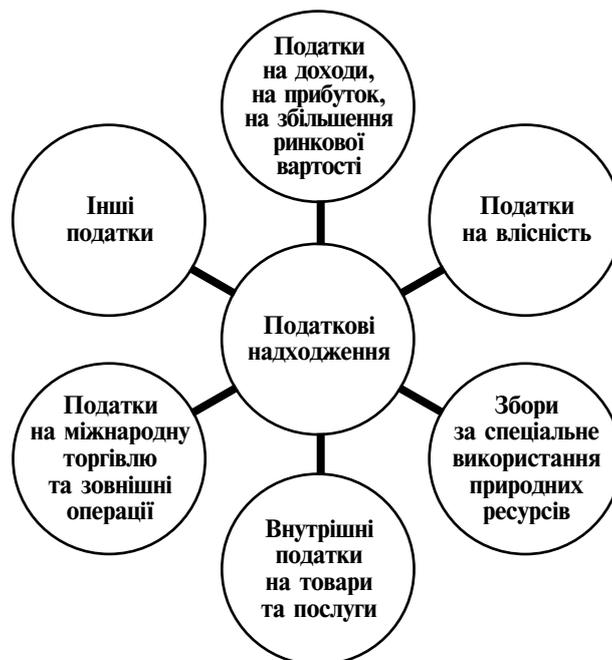 Податки
на доходи,
на прибуток,
на збільшення
ринкової
вартості
Інші
податки
Податки
на влісність
Податкові
надходження
Податки
на міжнародну
торгівлю
та зовнішні
операції
Збори
за спеціальне
використання
природних
ресурсів
Внутрішні
податки
на товари
та послуги